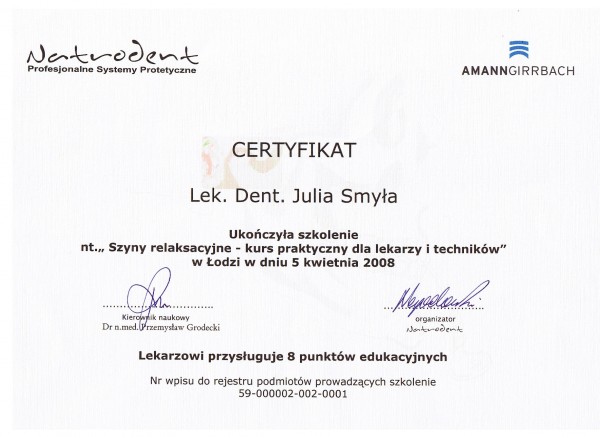 Natrodent
Profesjonalne Systemy Protetyczne
AMANNGIRRBACH
CERTYFIKAT
Lek. Dent. Julia Smyła
Ukończyła szkolenie
nt.„ Szyny relaksacyjne - kurs praktyczny dla lekarzy i techników”
w Łodzi w dniu 5 kwietnia 2008
Kierownik naukowy
Dr n.med. Przemysław Grodecki
organizator
Natrodent
Lekarzowi przysługuje 8 punktów edukacyjnych
Nr wpisu do rejestru podmiotów prowadzących szkolenie
59-000002-002-0001